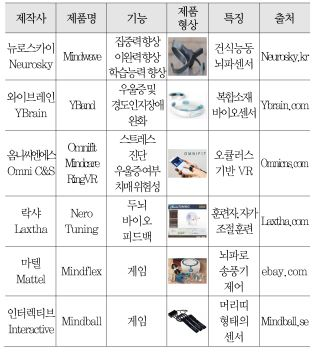 제작사 제품명 기능 제품 형상 특징 출처
뉴로스카이 Neurosky Mindwave 집중력 향상 이완력 향상 학습능력 향상 건식능동 뇌파센서 Neurosky.kr
와이브레인 YBrain YBand 우울증 및 경도인지장애 완화 복합소재 바이오센서 Ybrain.com
옴니씨앤에스 Omni C&S Omnifit Mindcare RingVR 스트레스 진단 우울증여부 치매위험성 OMNIFIT 오큘러스 기반 VR Omnicns.com
락샤 Laxtha Nero Tuning 두뇌 바이오 피드백 훈련자,자가 조절훈련 Laxtha.com
마텔 Mattel Mindflex 게임 뇌파로 송풍기 제어 ebay.com
인터렉티브 Interactive Mindball 게임 머리띠 형태의 센서 Mindball.se